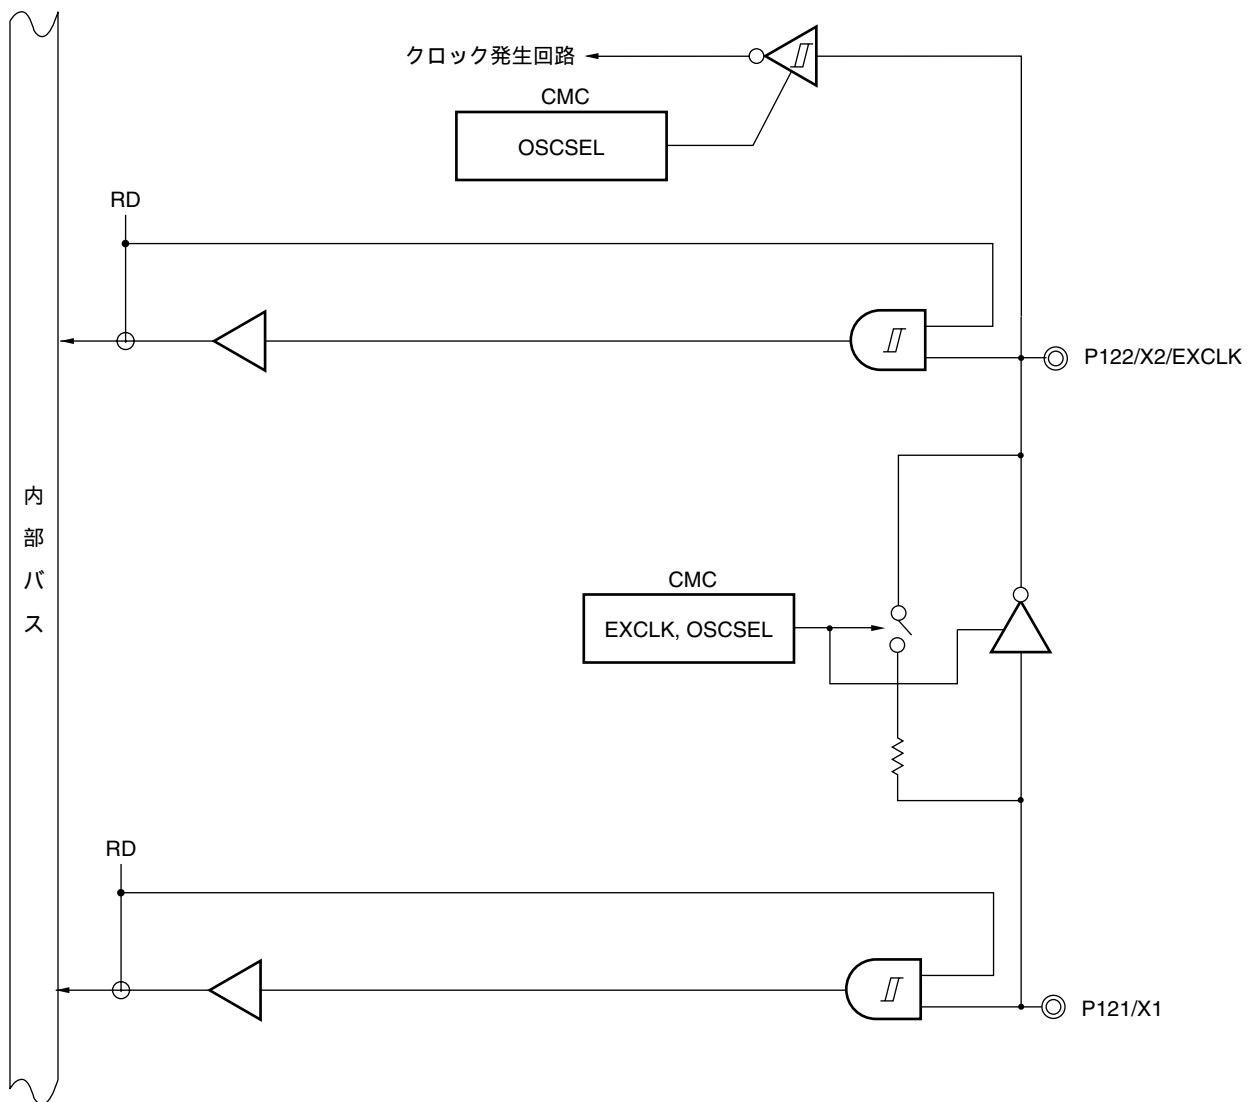 クロック発生回路
CMC
OSCSEL
RD
P122/X2/EXCLK
内部バス
CMC
EXCLK, OSCSEL
RD
P121/X1